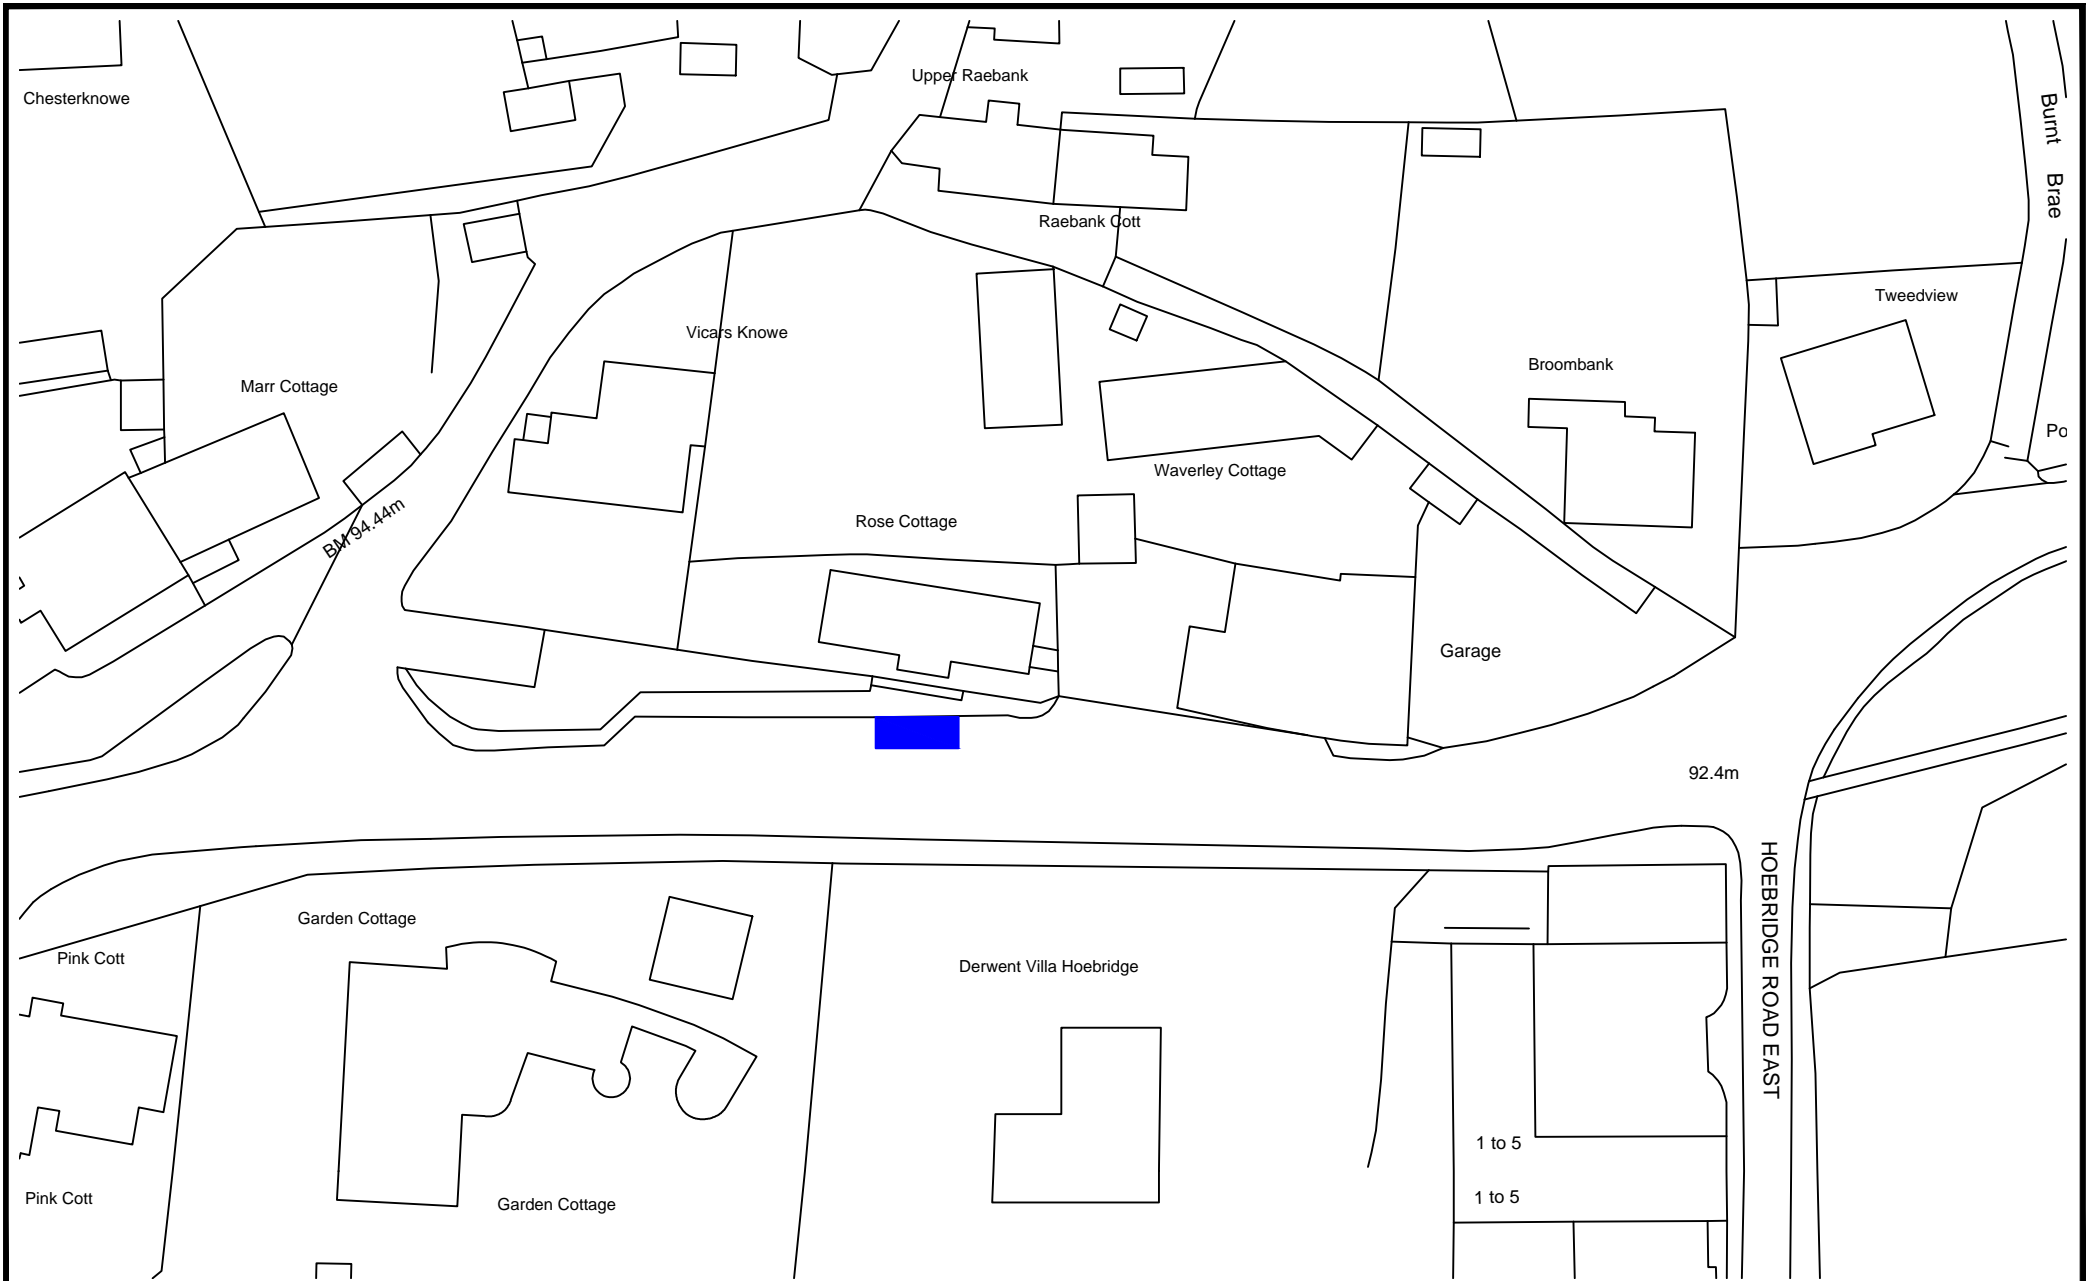 Upper Raebank
Chesterknowe
Burnt Brae
Raebank Cott
Tweedview
Vicars Knowe
Broombank
Marr Cottage
Po
Waverley Cottage
Rose Cottage
BM 94.44m
Garage
92.4m
HOEBRIDGE ROAD EAST
Garden Cottage
Pink Cott
Derwent Villa Hoebridge
1 to 5
1 to 5
Pink Cott
Garden Cottage